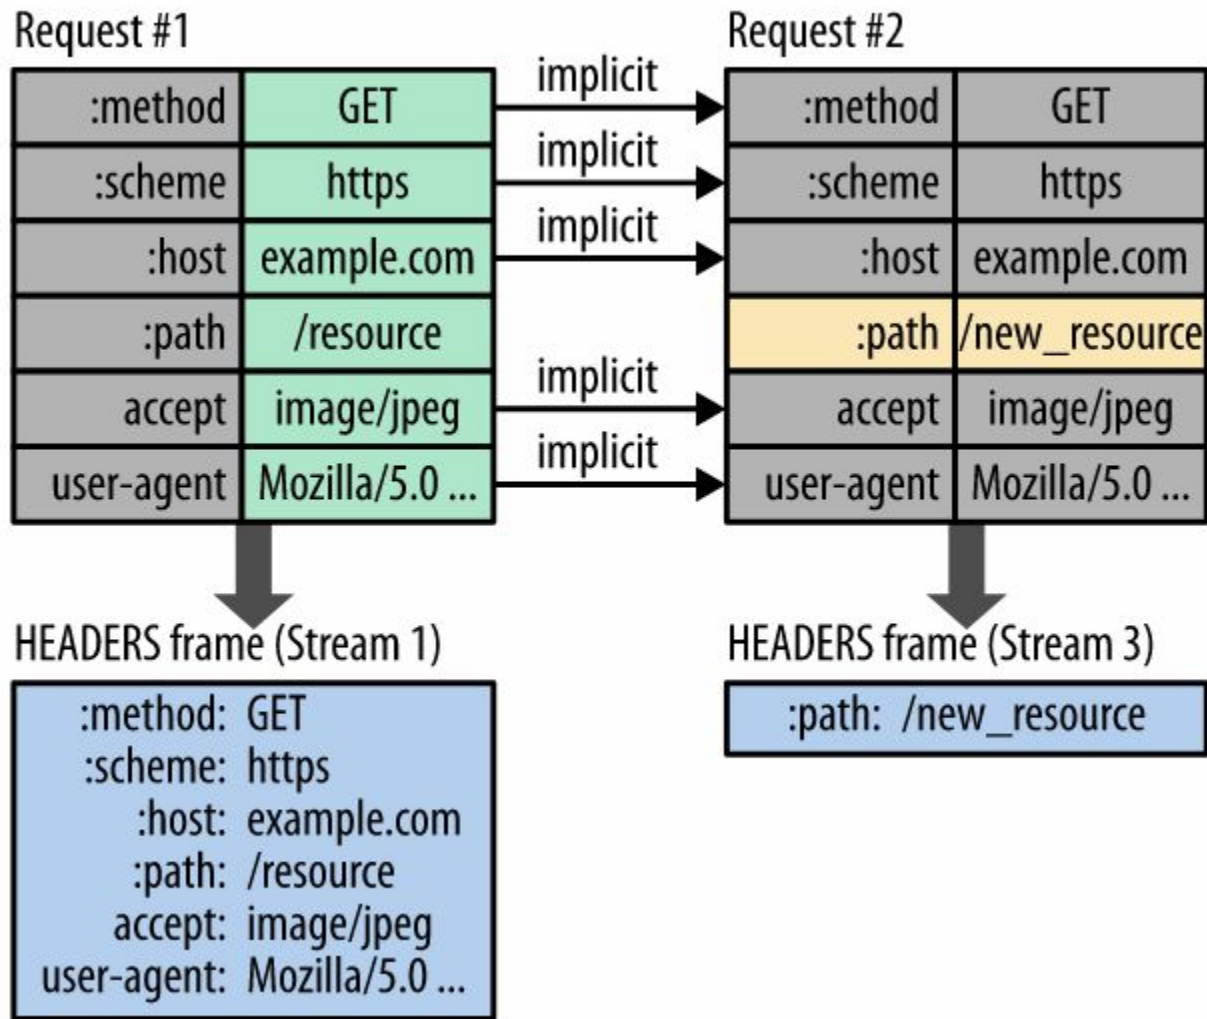 Request #1
:method GET
:scheme https
:host example.com
:path /resource
accept image/jpeg
user-agent Mozilla/5.0 ...
implicit
implicit
implicit
implicit
implicit
Request #2
:method GET
:scheme https
:host example.com
:path /new_resource
accept image/jpeg
user-agent Mozilla/5.0 ...
HEADERS frame (Stream 1)
:method: GET
:scheme: https
:host: example.com
:path: /resource
accept: image/jpeg
user-agent: Mozilla/5.0 ...
HEADERS frame (Stream 3)
:path: /new_resource